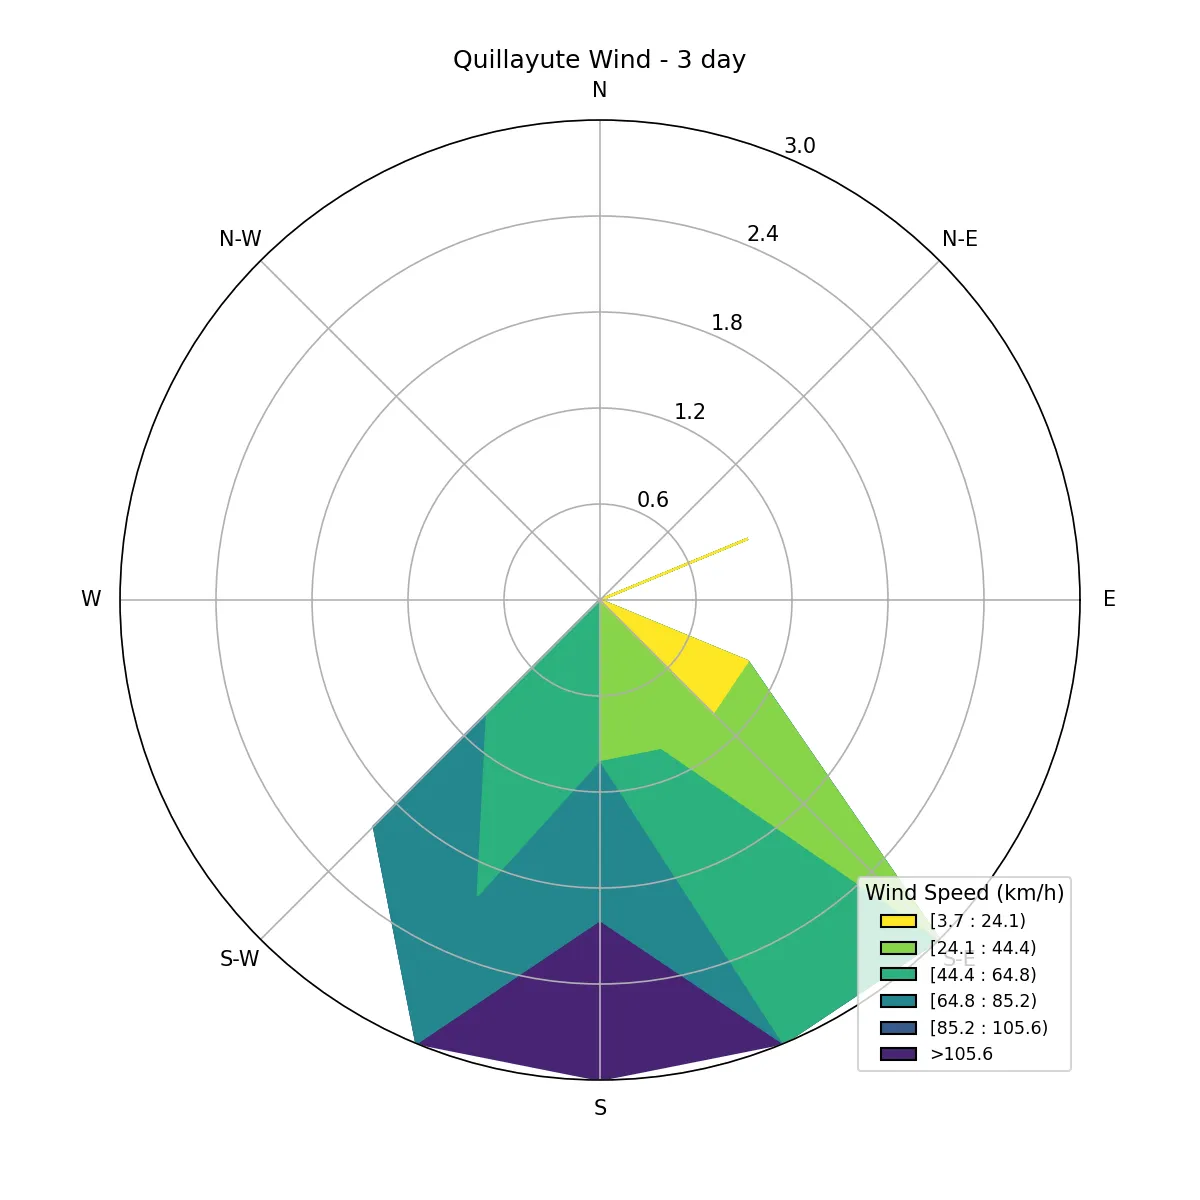 Quillayute Wind - 3 day
N
3.0
N-W
2.4
N-E
1.8
1.2
0.6
W
E
Wind Speed (km/h)
[3.7 : 24.1)
[24.1 : 44.4)
S-W
S-E
[44.4 : 64.8)
[64.8 : 85.2)
[85.2 : 105.6)
>105.6
S